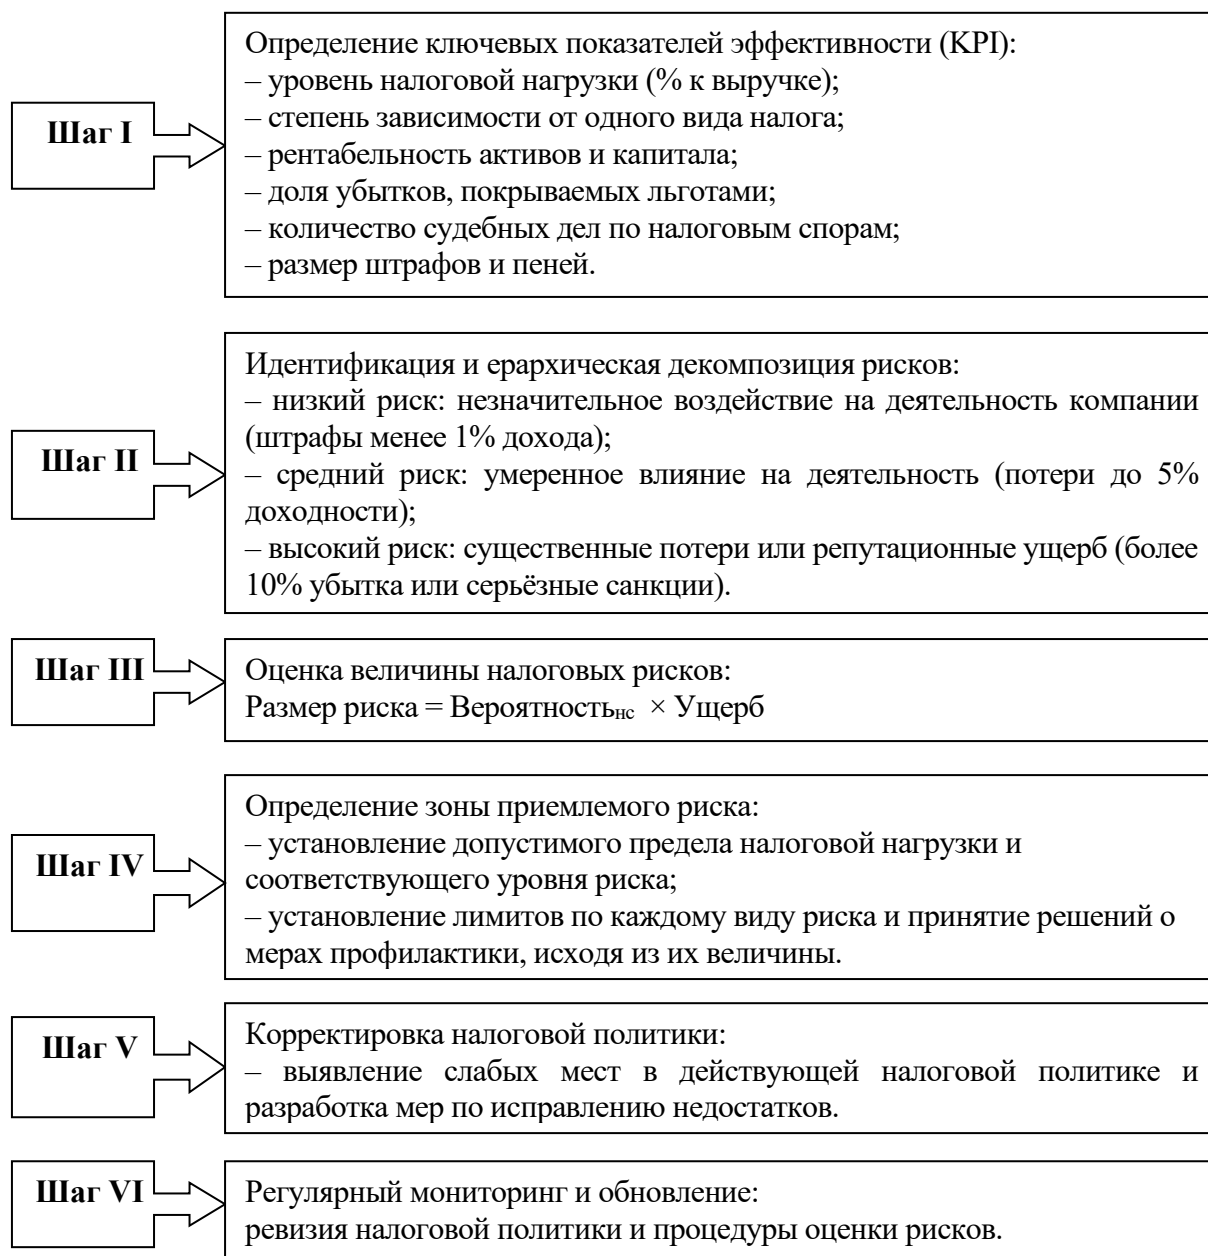 Шаг I
Определение ключевых показателей эффективности (KPI):
– уровень налоговой нагрузки (% к выручке);
– степень зависимости от одного вида налога;
– рентабельность активов и капитала;
– доля убытков, покрываемых льготами;
– количество судебных дел по налоговым спорам;
– размер штрафов и пеней.
Шаг II
Идентификация и ерархическая декомпозиция рисков:
– низкий риск: незначительное воздействие на деятельность компании
(штрафы менее 1% дохода);
– средний риск: умеренное влияние на деятельность (потери до 5%
доходности);
– высокий риск: существенные потери или репутационные ущерб (более
10% убытка или серьёзные санкции).
Шаг III
Оценка величины налоговых рисков:
Размер риска = Вероятностьнс × Ущерб
Шаг IV
Определение зоны приемлемого риска:
– установление допустимого предела налоговой нагрузки и
соответствующего уровня риска;
– установление лимитов по каждому виду риска и принятие решений о
мерах профилактики, исходя из их величины.
Шаг V
Корректировка налоговой политики:
– выявление слабых мест в действующей налоговой политике и
разработка мер по исправлению недостатков.
Шаг VI
Регулярный мониторинг и обновление:
ревизия налоговой политики и процедуры оценки рисков.